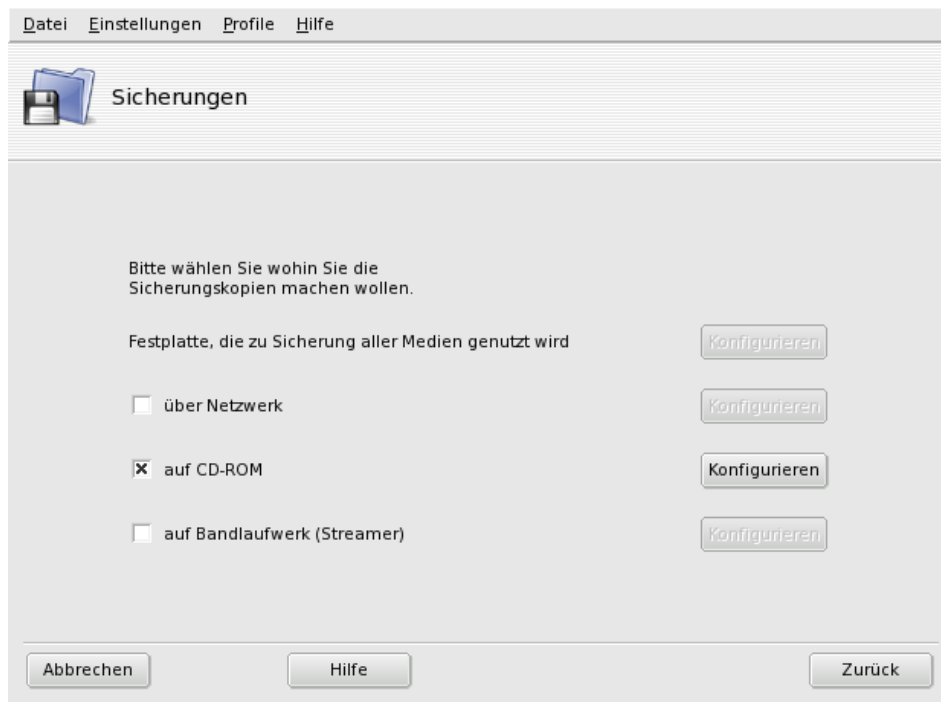 Datei Einstellungen Profile Hilfe
Sicherungen
Bitte wählen Sie wohin Sie die
Sicherungskopien machen wollen.
Festplatte, die zu Sicherung aller Medien genutzt wird Konfigurieren
über Netzwerk Konfigurieren
auf CD-ROM Konfigurieren
auf Bandlaufwerk (Streamer) Konfigurieren
Abbrechen Hilfe Zurück